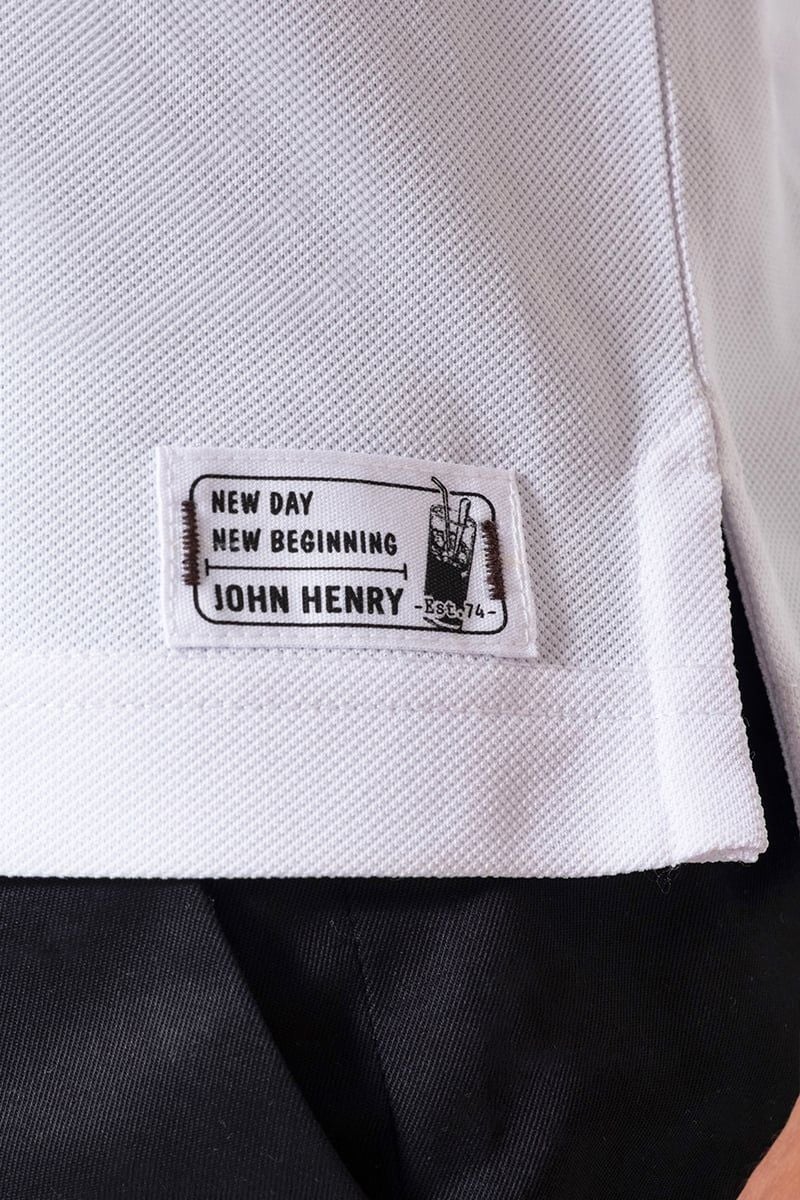 NEW DAY
NEW BEGINNING
JOHN HENRY
-Est.74-